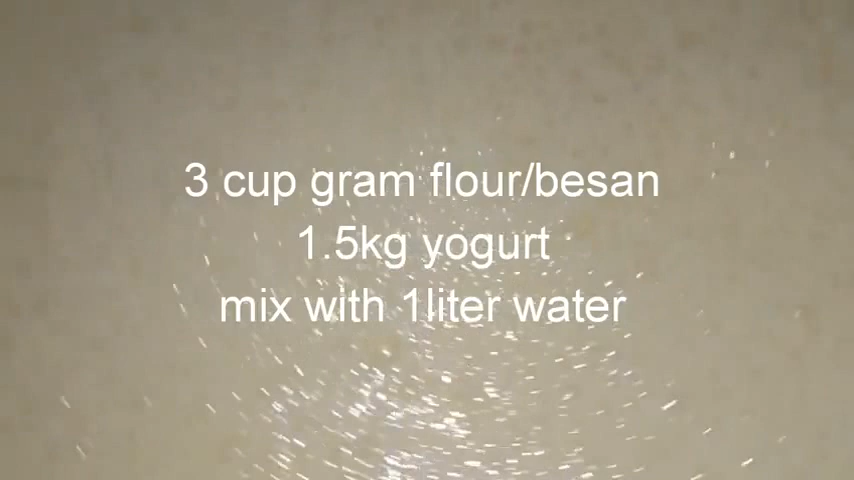 3 cup gram flour/besan
1.5kg yogurt
mix with 1liter water